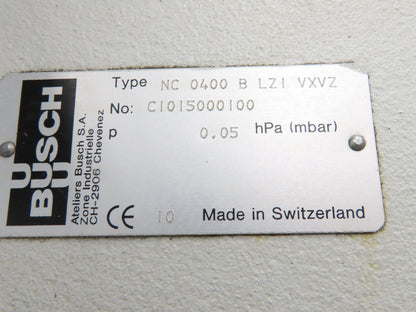 BUSCH
Ateliers Busch S.A.
Zone Industrielle
CH-2906 Chevenez
Type NC 0400 B LZ1 VXVZ
No: C1015000100
p 0.05 hPa (mbar)
CE 10 Made in Switzerland